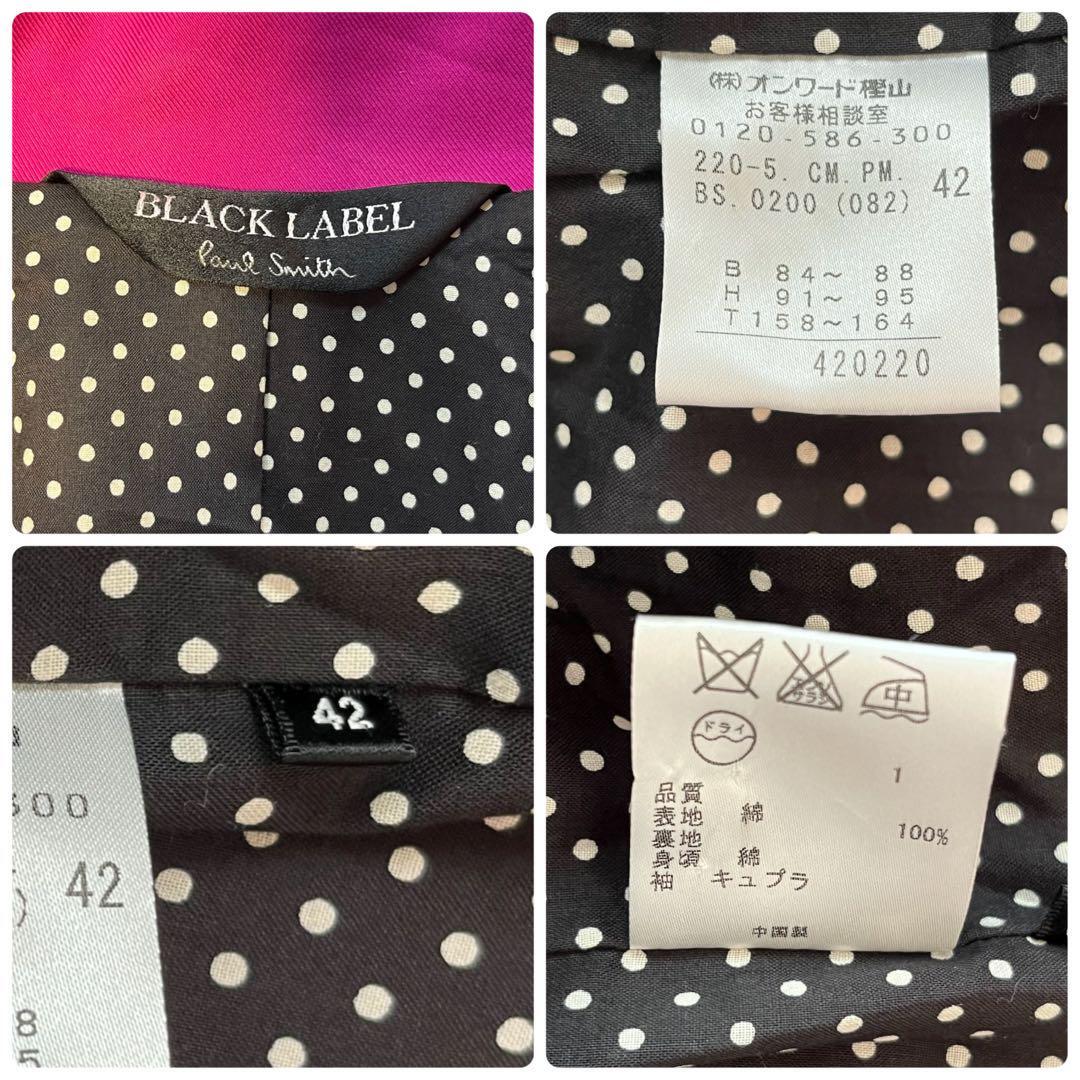 BLACK LABEL
Paul Smith
(株)オンワード樫山
お客様相談室
0120-586-300
220-5. CM. PM.
BS. 0200 (082) 42
B 84～ 88
H 91～ 95
T 158～164
420220
42
300
42
8
中
ドライ
1
品質
表地 綿 100%
裏地
身頃 綿
袖 キュプラ
中国製